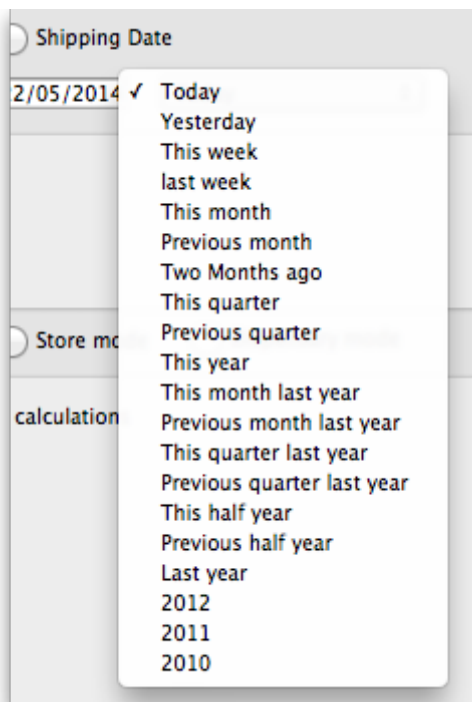 Shipping Date
2/05/2014 ✓ Today
Yesterday
This week
last week
This month
Previous month
Two Months ago
This quarter
Previous quarter
Store mo
This year
This month last year
calculation
Previous month last year
This quarter last year
Previous quarter last year
This half year
Previous half year
Last year
2012
2011
2010